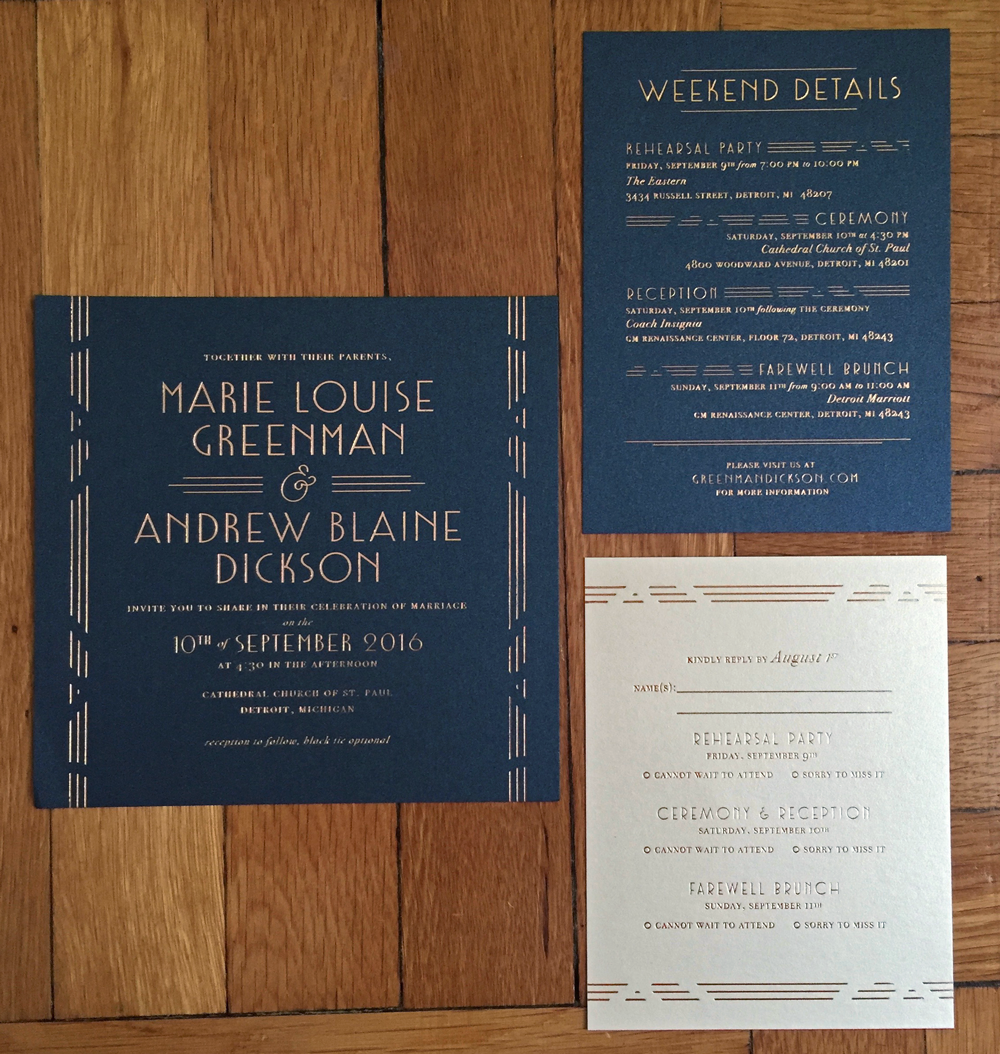 TOGETHER WITH THEIR PARENTS,
MARIE LOUISE
GREENMAN
&
ANDREW BLAINE
DICKSON
INVITE YOU TO SHARE IN THEIR CELEBRATION OF MARRIAGE
on the
10TH of SEPTEMBER 2016
AT 4:30 IN THE AFTERNOON
CATHEDRAL CHURCH OF ST. PAUL
DETROIT, MICHIGAN
reception to follow, black tie optional
WEEKEND DETAILS
REHEARSAL PARTY
FRIDAY, SEPTEMBER 9TH from 7:00 PM to 10:00 PM
The Eastern
3434 RUSSELL STREET, DETROIT, MI 48207
CEREMONY
SATURDAY, SEPTEMBER 10TH at 4:30 PM
Cathedral Church of St. Paul
4800 WOODWARD AVENUE, DETROIT, MI 48201
RECEPTION
SATURDAY, SEPTEMBER 10TH following THE CEREMONY
Coach Insignia
GM RENAISSANCE CENTER, FLOOR 72, DETROIT, MI 48243
FAREWELL BRUNCH
SUNDAY, SEPTEMBER 11TH from 9:00 AM to 11:00 AM
Detroit Marriott
GM RENAISSANCE CENTER, DETROIT, MI 48243
PLEASE VISIT US AT
GREENMANDICKSON.COM
FOR MORE INFORMATION
KINDLY REPLY BY August 1ST
NAME(S):
REHEARSAL PARTY
FRIDAY, SEPTEMBER 9TH
CANNOT WAIT TO ATTEND SORRY TO MISS IT
CEREMONY & RECEPTION
SATURDAY, SEPTEMBER 10TH
CANNOT WAIT TO ATTEND SORRY TO MISS IT
FAREWELL BRUNCH
SUNDAY, SEPTEMBER 11TH
CANNOT WAIT TO ATTEND SORRY TO MISS IT